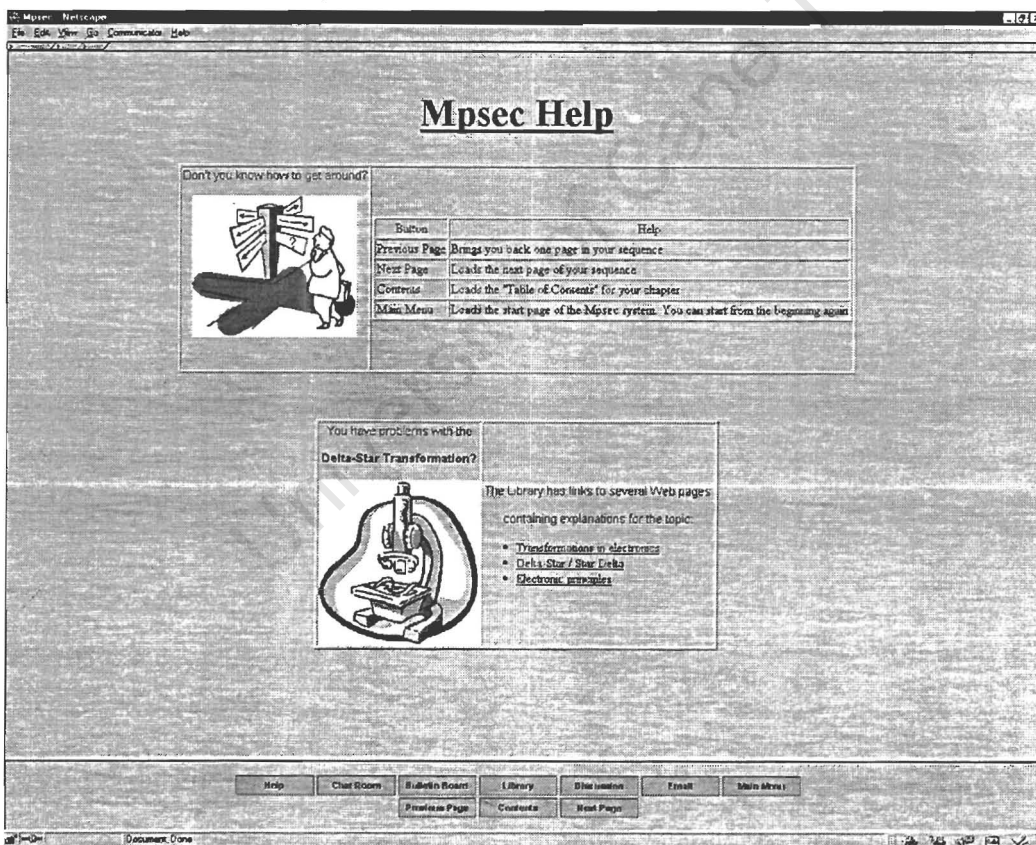 Mpsec - Netscape
File Edit View Go Communicator Help
Mpsec Help
Don't you know how to get around?
?
Button Help
Previous Page Brings you back one page in your sequence
Next Page Loads the next page of your sequence
Contents Loads the "Table of Contents" for your chapter
Main Menu Loads the start page of the Mpsec system. You can start from the beginning again
You have problems with the
Delta-Star Transformation?
The Library has links to several Web pages
containing explanations for the topic:
• Transformations in electronics
• Delta-Star / Star Delta
• Electronic principles
Help Chat Room Bulletin Board Library Discussion Email Main Menu
Previous Page Contents Next Page
Document: Done